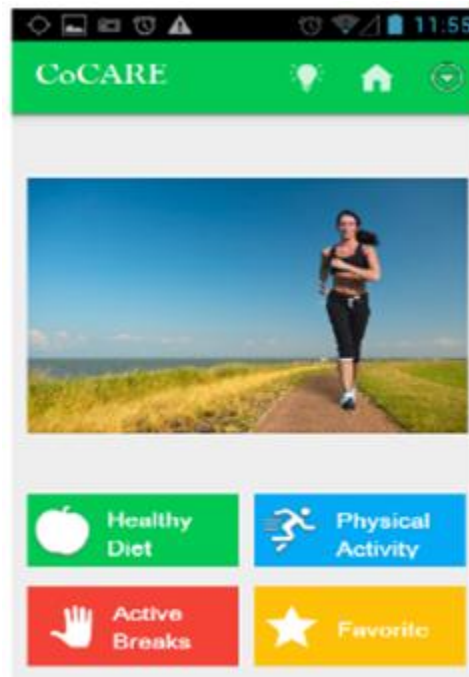 11:55
CoCARE
Healthy
Diet
Physical
Activity
Active
Breaks
Favorite